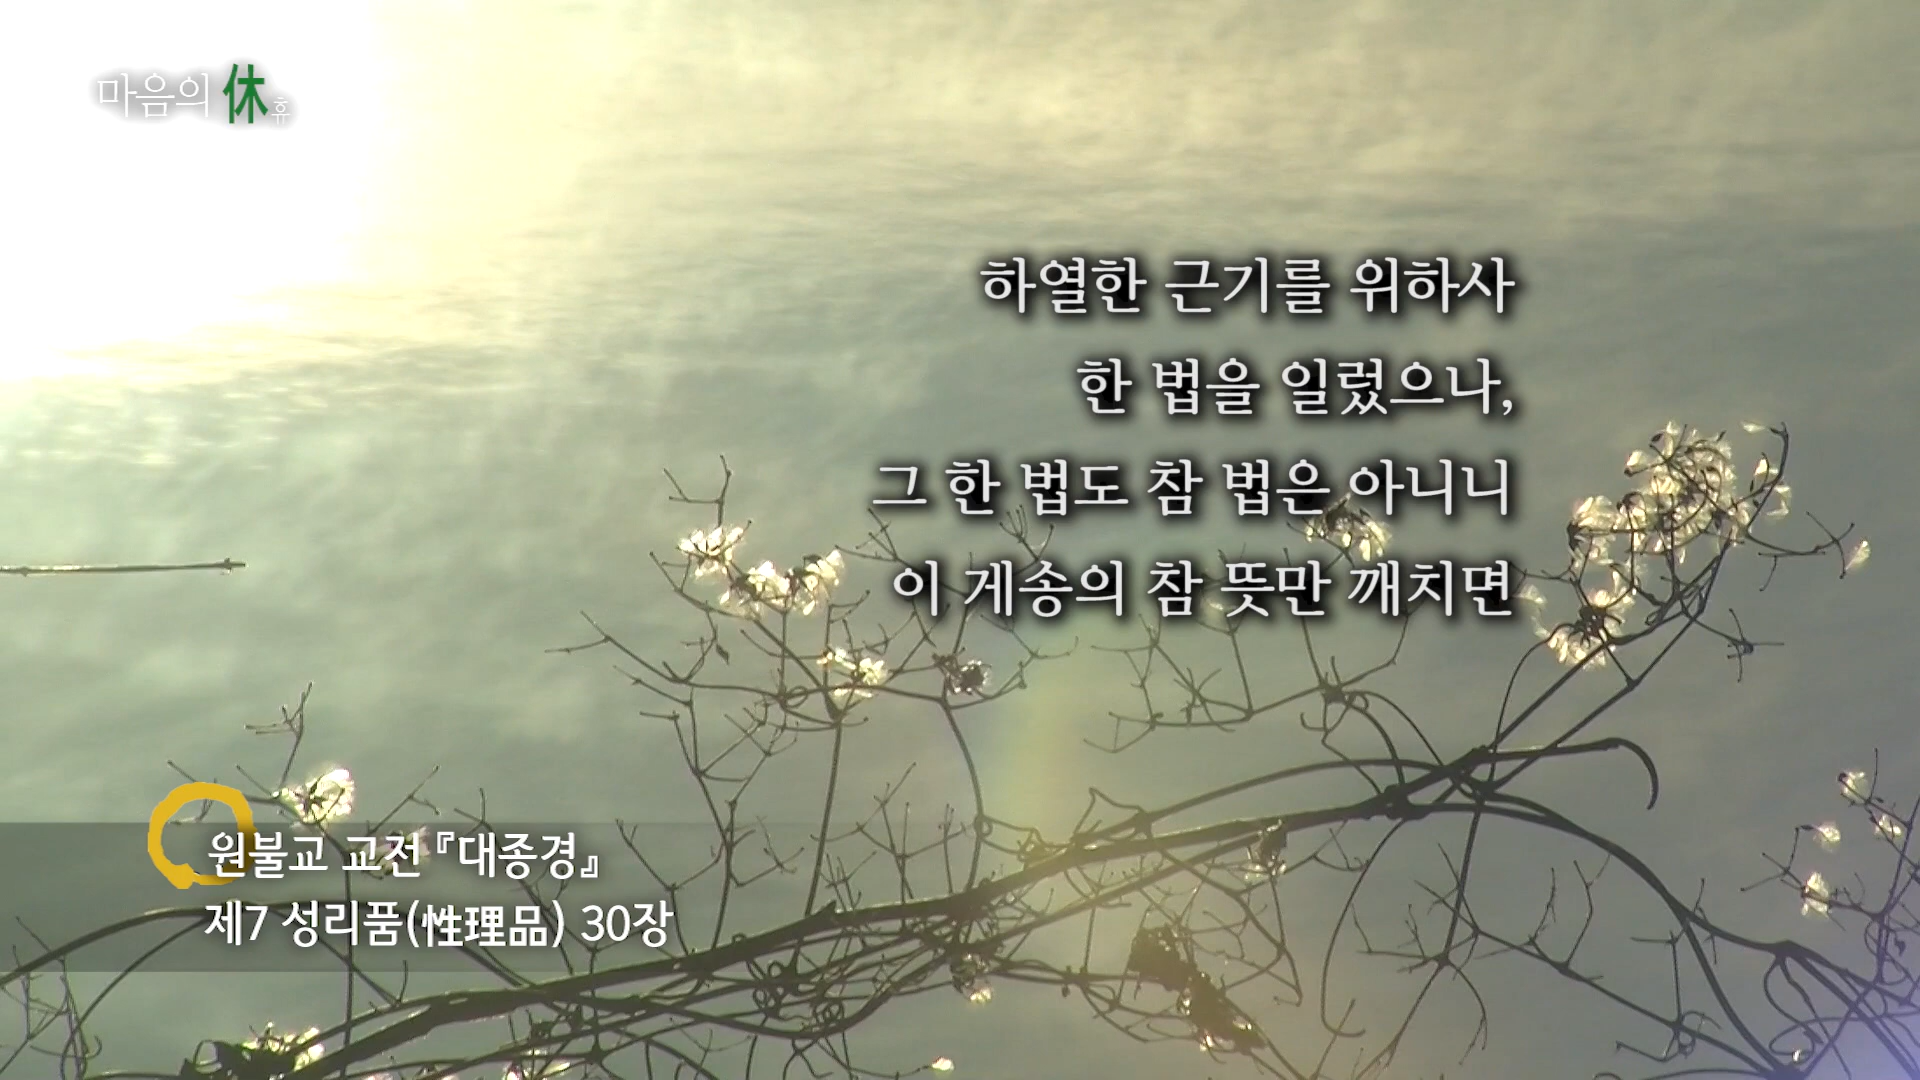 마음의 休 휴
하열한 근기를 위하사
한 법을 일렀으나,
그 한 법도 참 법은 아니니
이 게송의 참 뜻만 깨치면
원불교 교전 『대종경』
제7 성리품(性理品) 30장